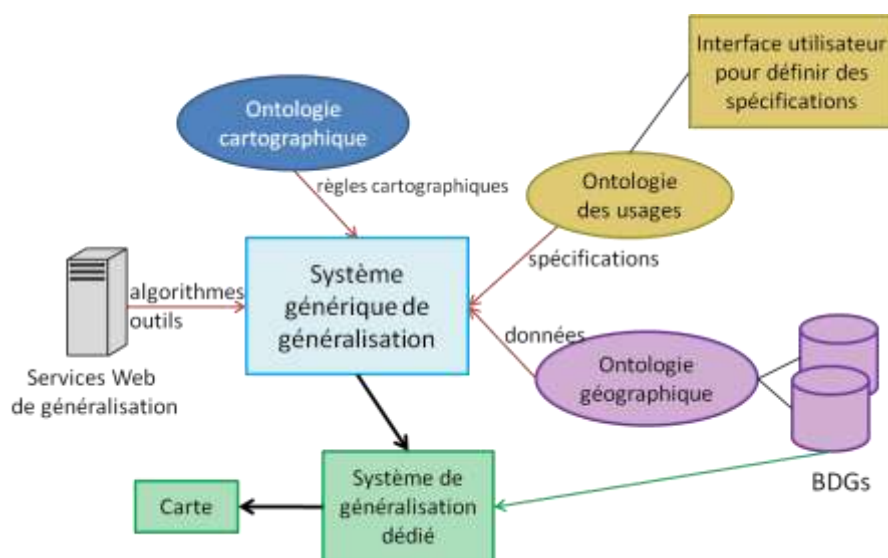 Interface utilisateur
pour définir des
spécifications
Ontologie
cartographique
règles cartographiques
Ontologie
des usages
spécifications
Système
générique de
généralisation
algorithmes
outils
Services Web
de généralisation
données
Ontologie
géographique
BDGs
Système de
généralisation
dédié
Carte